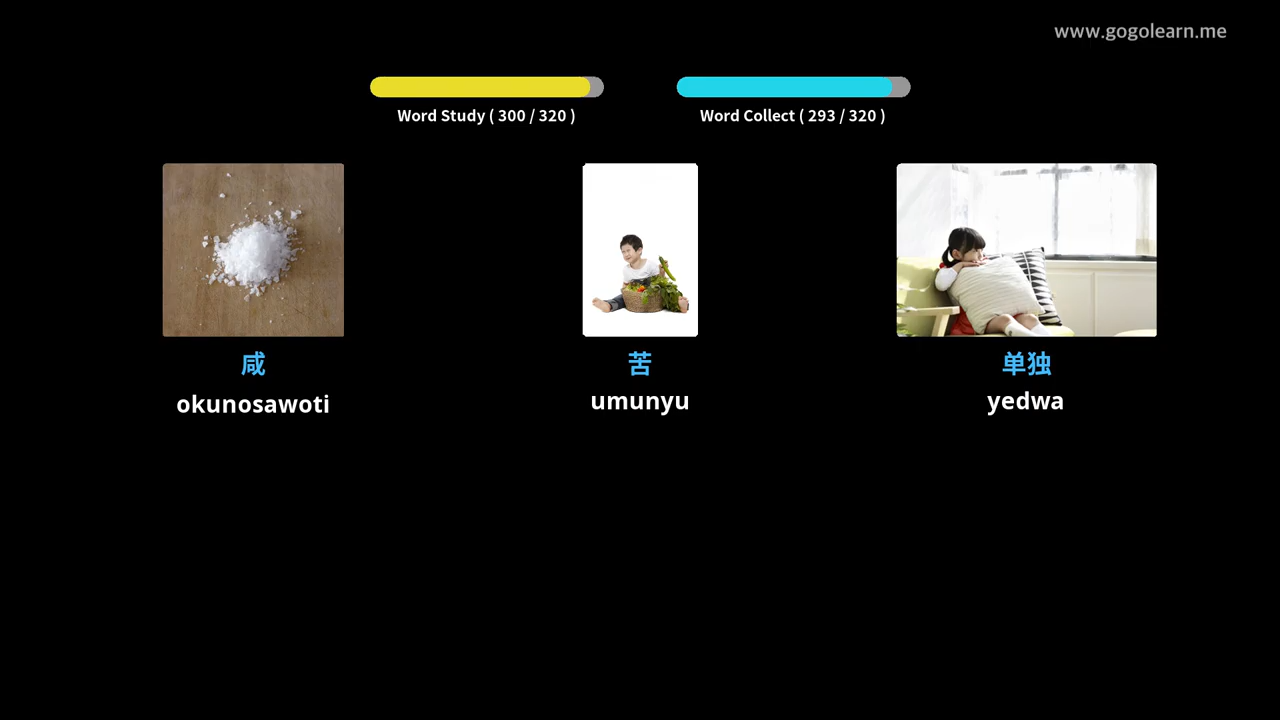 www.gogolearn.me
Word Study ( 300 / 320 )
Word Collect ( 293 / 320 )
咸
苦
单独
okunosawoti
umunyu
yedwa